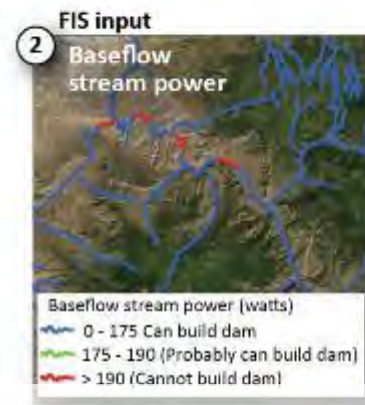 FIS input
2
Baseflow
stream power
Baseflow stream power (watts)
0 - 175 Can build dam
175 - 190 (Probably can build dam)
> 190 (Cannot build dam)